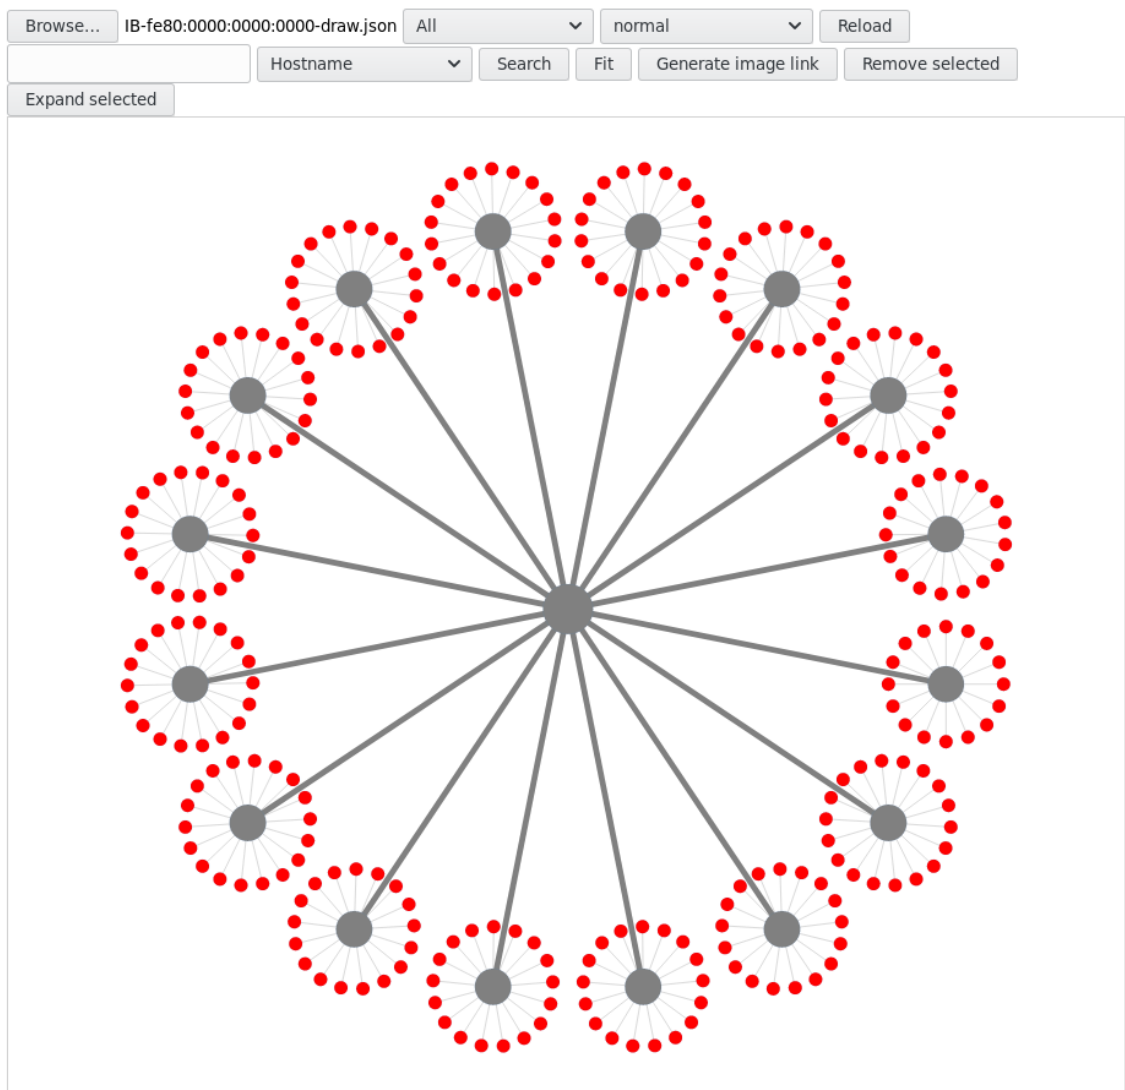 Browse... IB-fe80:0000:0000:0000-draw.json All normal Reload
Hostname Search Fit Generate image link Remove selected
Expand selected